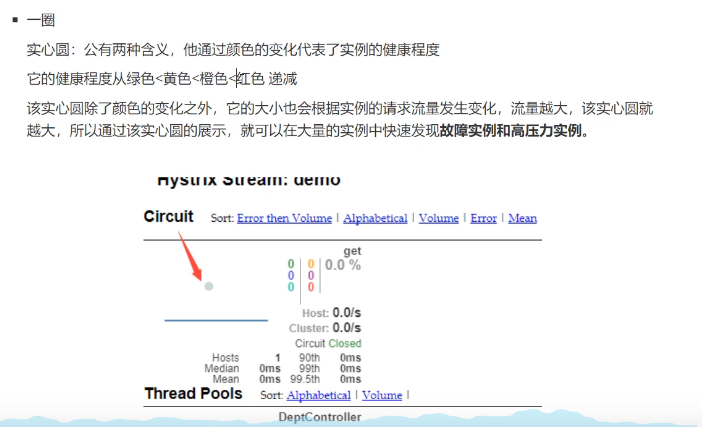 一圈
实心圆：公有两种含义，他通过颜色的变化代表了实例的健康程度
它的健康程度从绿色<黄色<橙色<红色 递减
该实心圆除了颜色的变化之外，它的大小也会根据实例的请求流量发生变化，流量越大，该实心圆就
越大，所以通过该实心圆的展示，就可以在大量的实例中快速发现故障实例和高压力实例。
Hystrix Stream: demo
Circuit Sort: Error then Volume | Alphabetical | Volume | Error | Mean
get
0 0 0.0 %
0 0
0 0
Host: 0.0/s
Cluster: 0.0/s
Circuit Closed
Hosts 1 90th 0ms
Median 0ms 99th 0ms
Mean 0ms 99.5th 0ms
Thread Pools Sort: Alphabetical | Volume |
DeptController